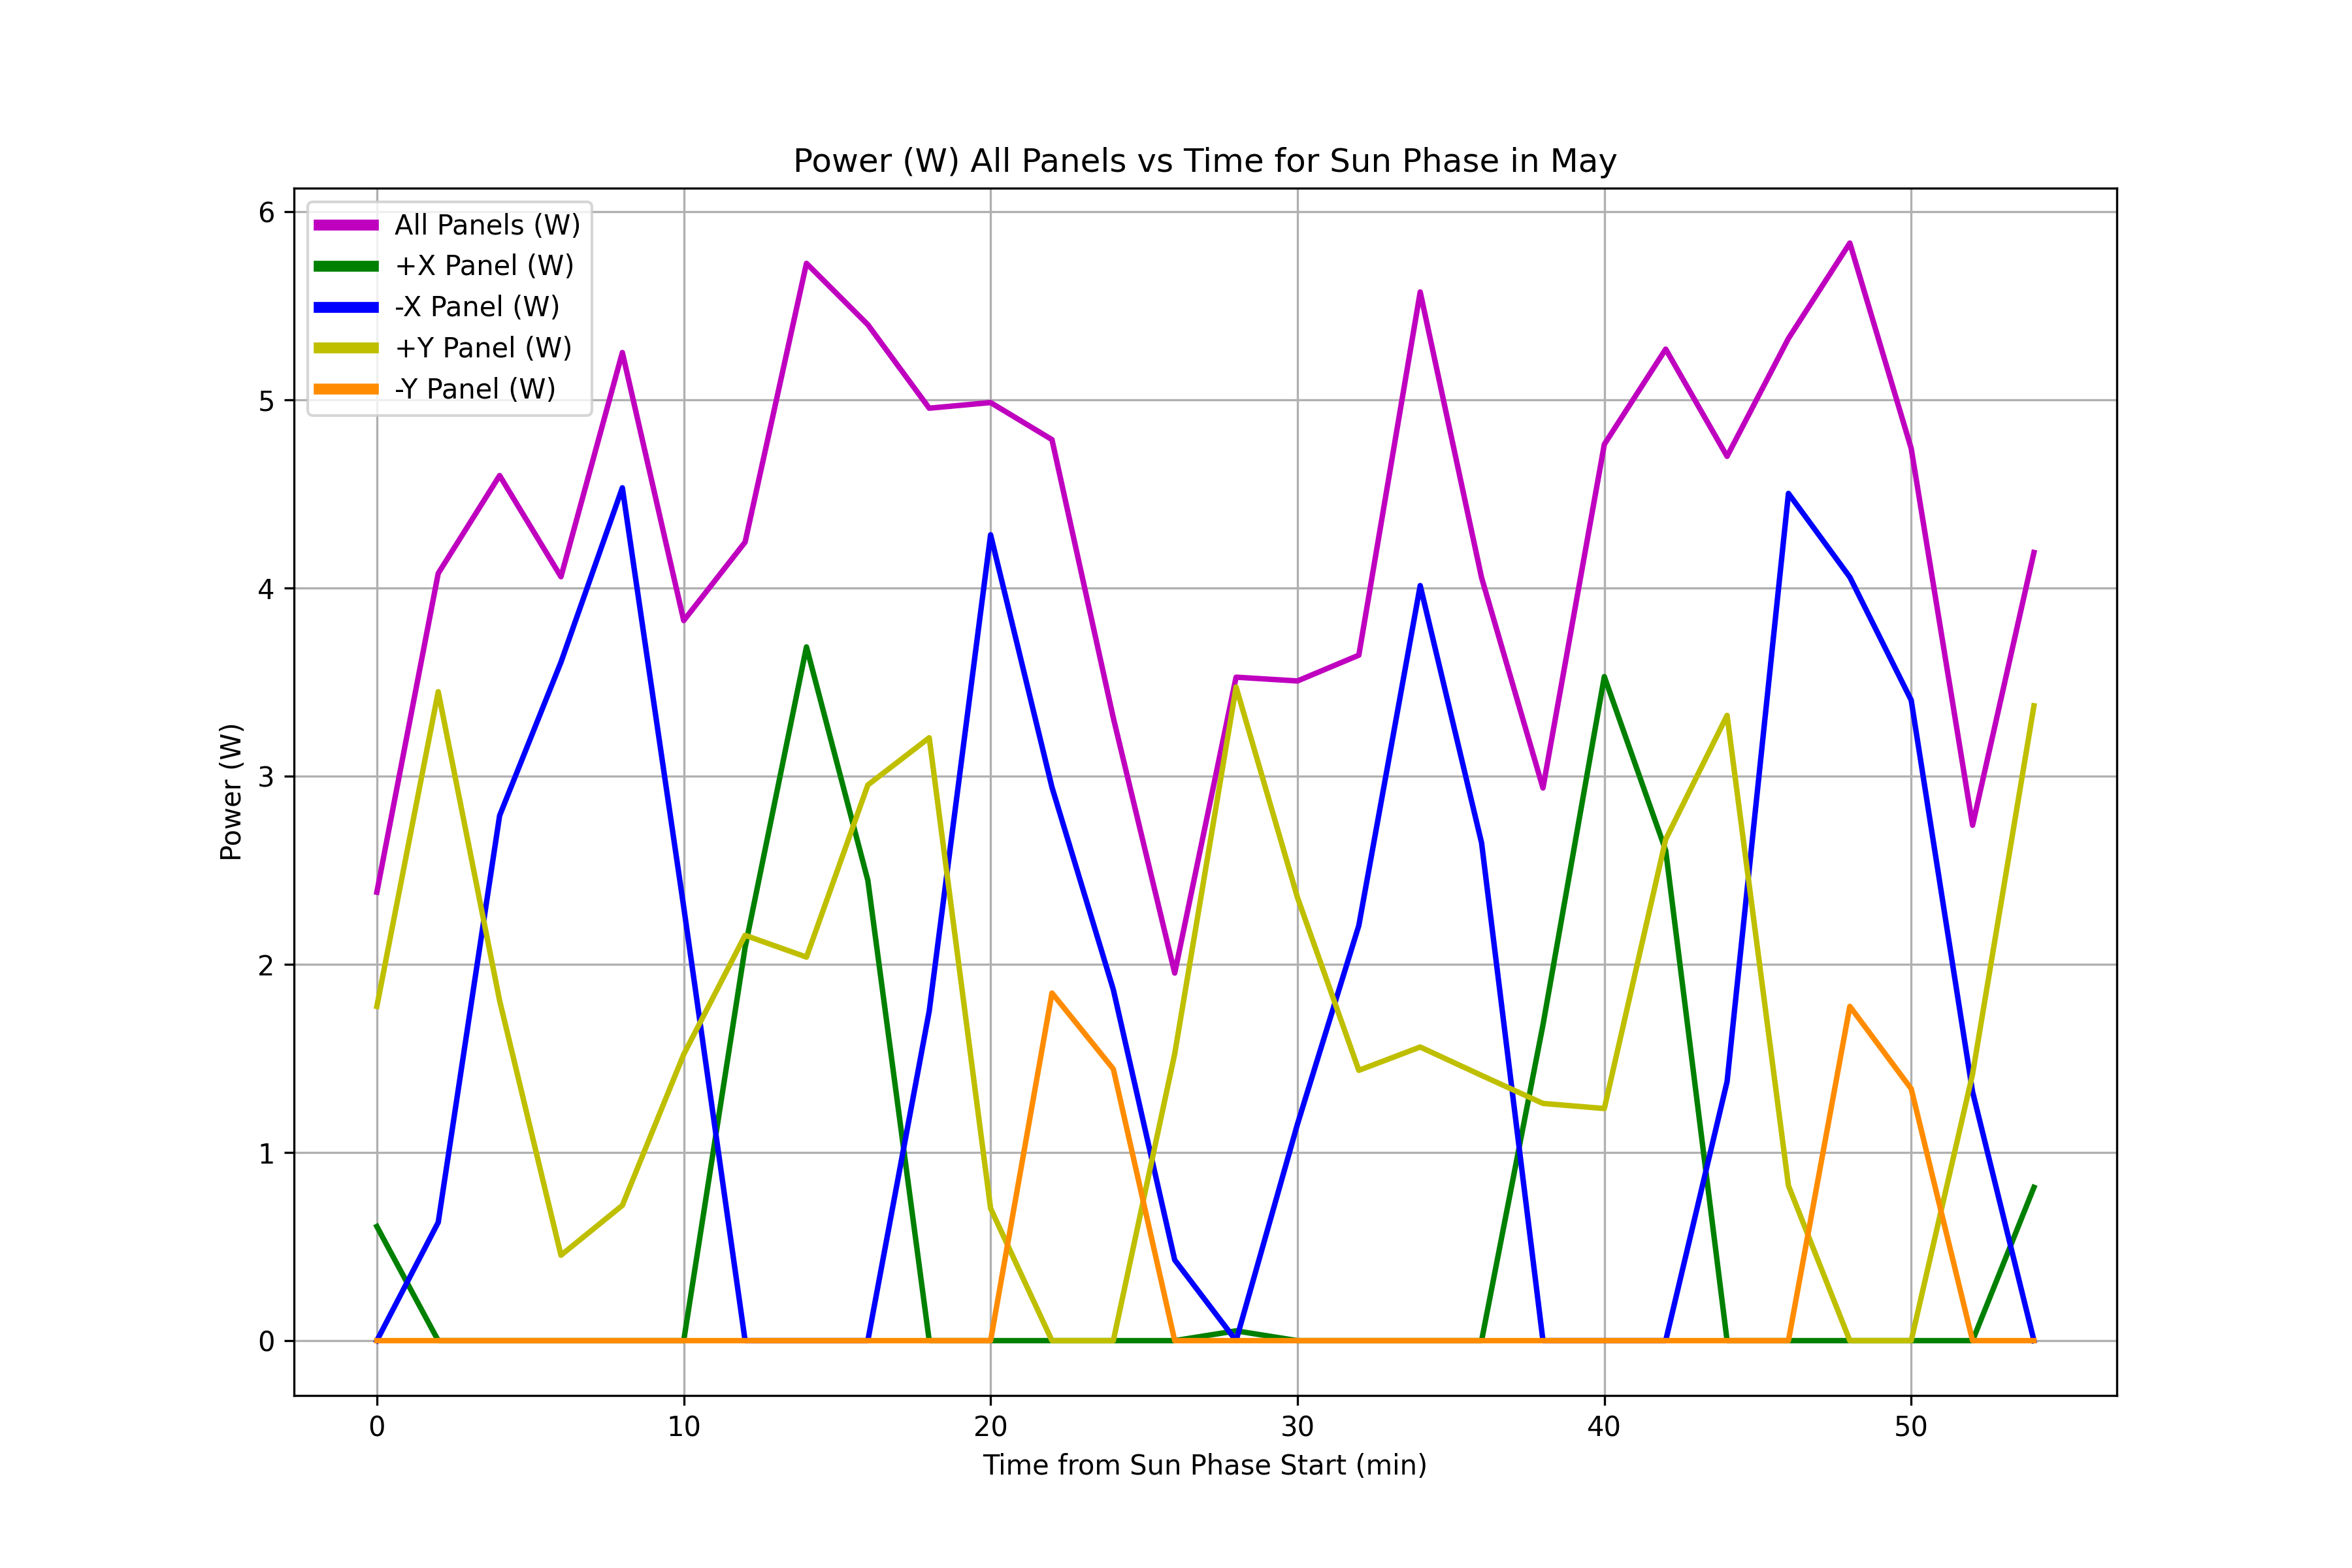 Power (W) All Panels vs Time for Sun Phase in May
All Panels (W)
+X Panel (W)
-X Panel (W)
+Y Panel (W)
-Y Panel (W)
6
5
4
3
2
1
0
Power (W)
0 10 20 30 40 50
Time from Sun Phase Start (min)